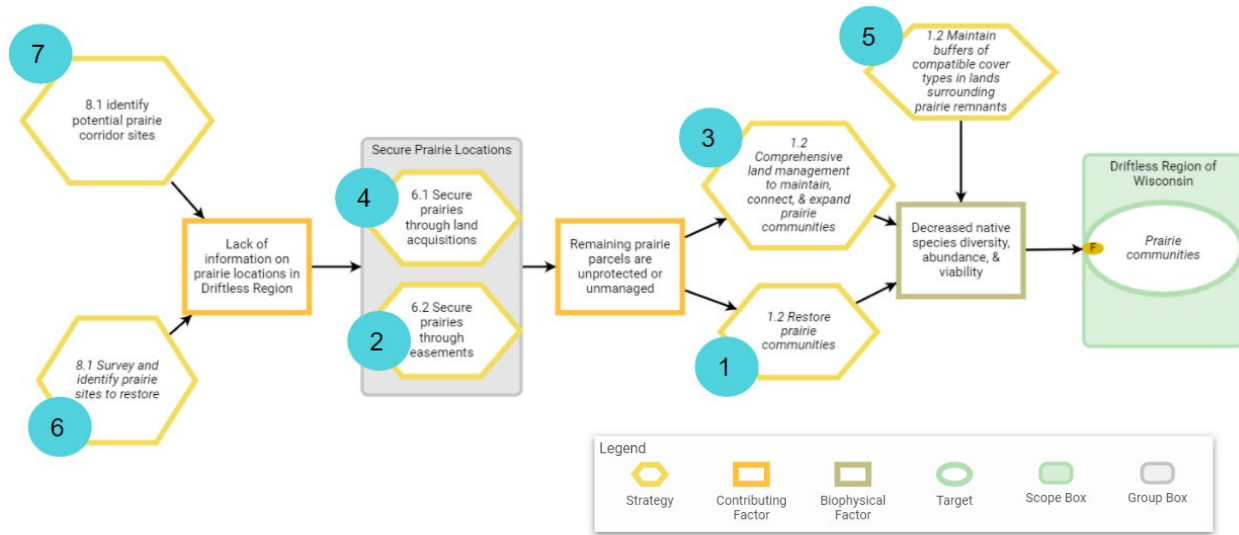 7
8.1 identify
potential prairie
corridor sites
Lack of
information on
prairie locations in
Driftless Region
8.1 Survey and
identify prairie
sites to restore
6
Secure Prairie Locations
4
6.1 Secure
prairies
through land
acquisitions
6.2 Secure
prairies
through
easements
2
Remaining prairie
parcels are
unprotected or
unmanaged
3
1.2
Comprehensive
land management
to maintain,
connect, & expand
prairie
communities
1.2 Restore
prairie
communities
1
5
1.2 Maintain
buffers of
compatible cover
types in lands
surrounding
prairie remnants
Decreased native
species diversity,
abundance, &
viability
Driftless Region of
Wisconsin
F
Prairie
communities
Legend
Strategy
Contributing
Factor
Biophysical
Factor
Target
Scope Box
Group Box